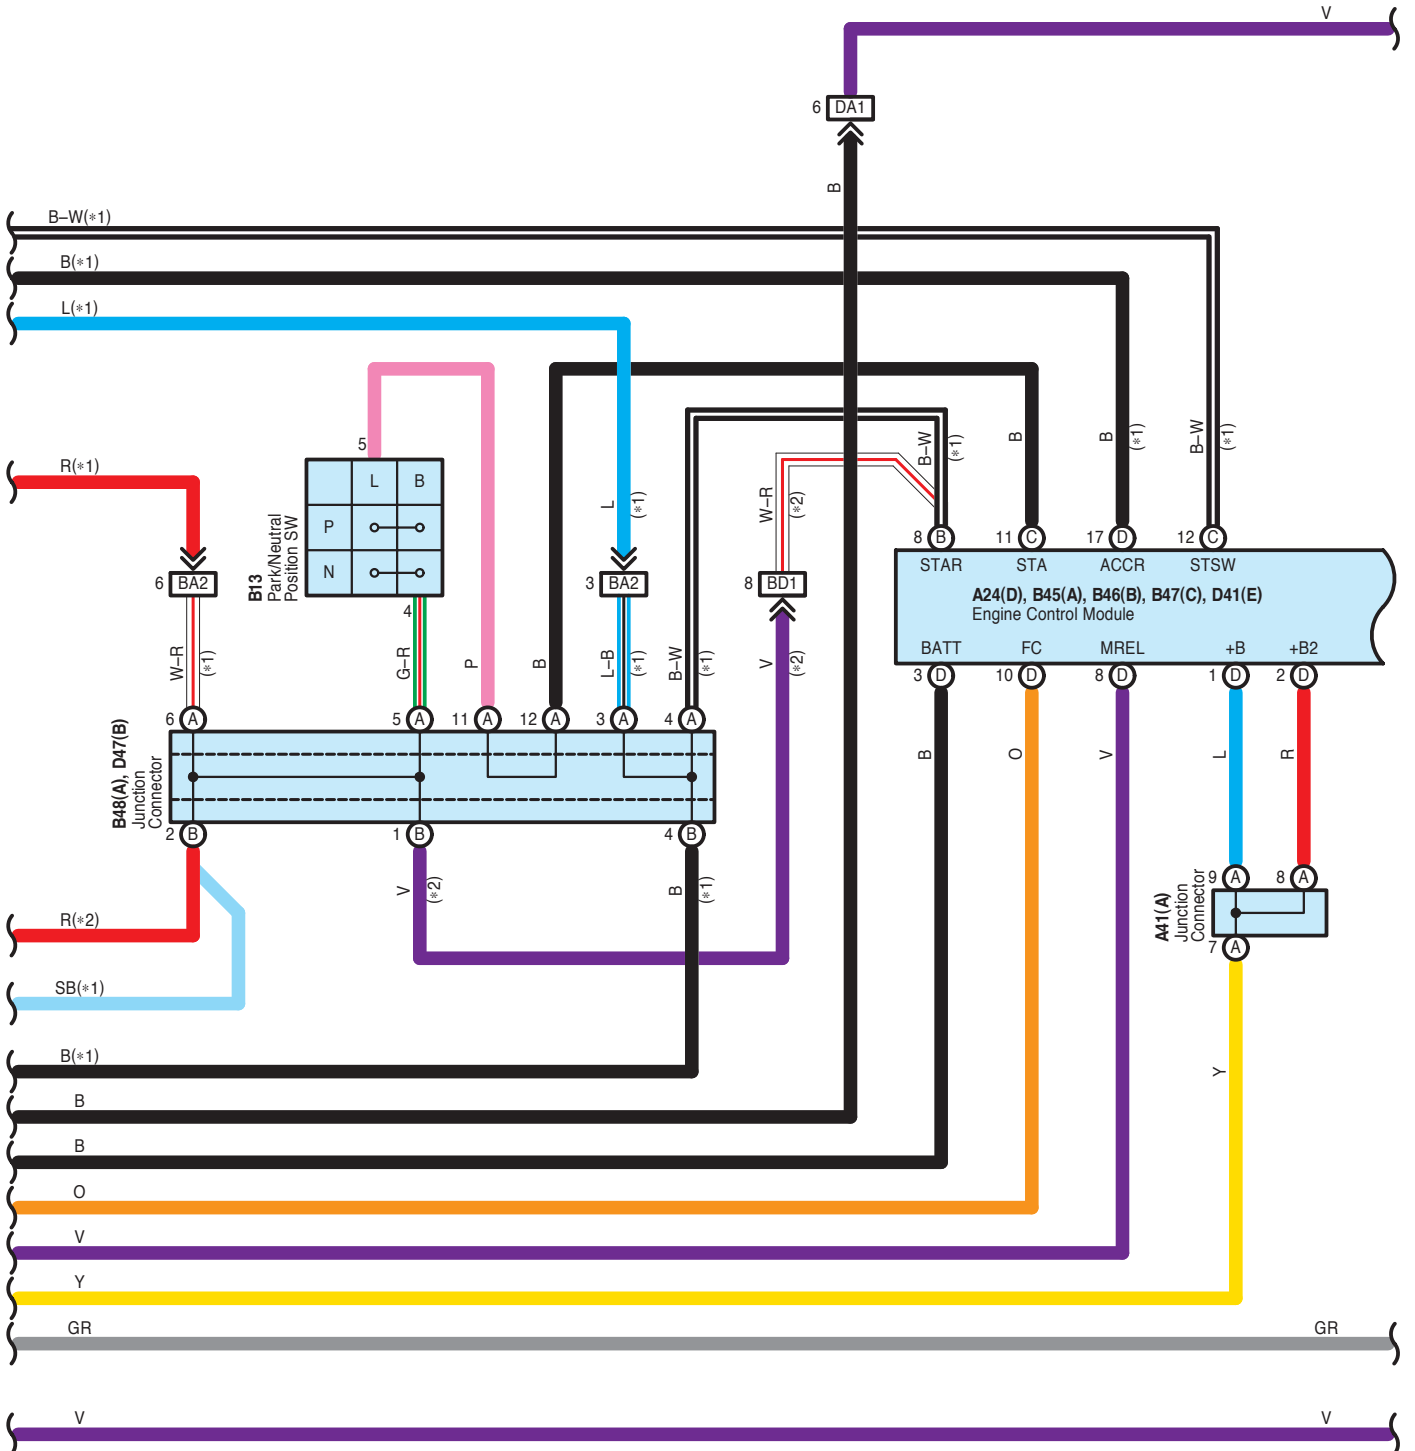 V
6 DA1
B
B–W(*1)
B(*1)
L(*1)
R(*1)
5
L B
P
N
B13
Park/Neutral
Position SW
4
L
(*1)
W–R
(*2)
B–W
(*1)
B
B
(*1)
B–W
(*1)
6 BA2
3 BA2
8 BD1
8 B
11 C
17 D
12 C
STAR
STA
ACCR
STSW
A24(D), B45(A), B46(B), B47(C), D41(E)
Engine Control Module
BATT
FC
MREL
+B
+B2
3 D
10 D
8 D
1 D
2 D
W–R
(*1)
G–R
P
B
L–B
(*1)
B–W
(*1)
V
(*2)
6 A
5 A
11 A
12 A
3 A
4 A
B48(A), D47(B)
Junction
Connector
2 B
1 B
4 B
B
O
V
L
R
V
(*2)
B
(*1)
9 A
8 A
A41(A)
Junction
Connector
7 A
R(*2)
SB(*1)
B(*1)
Y
B
B
O
V
Y
GR
GR
V
V